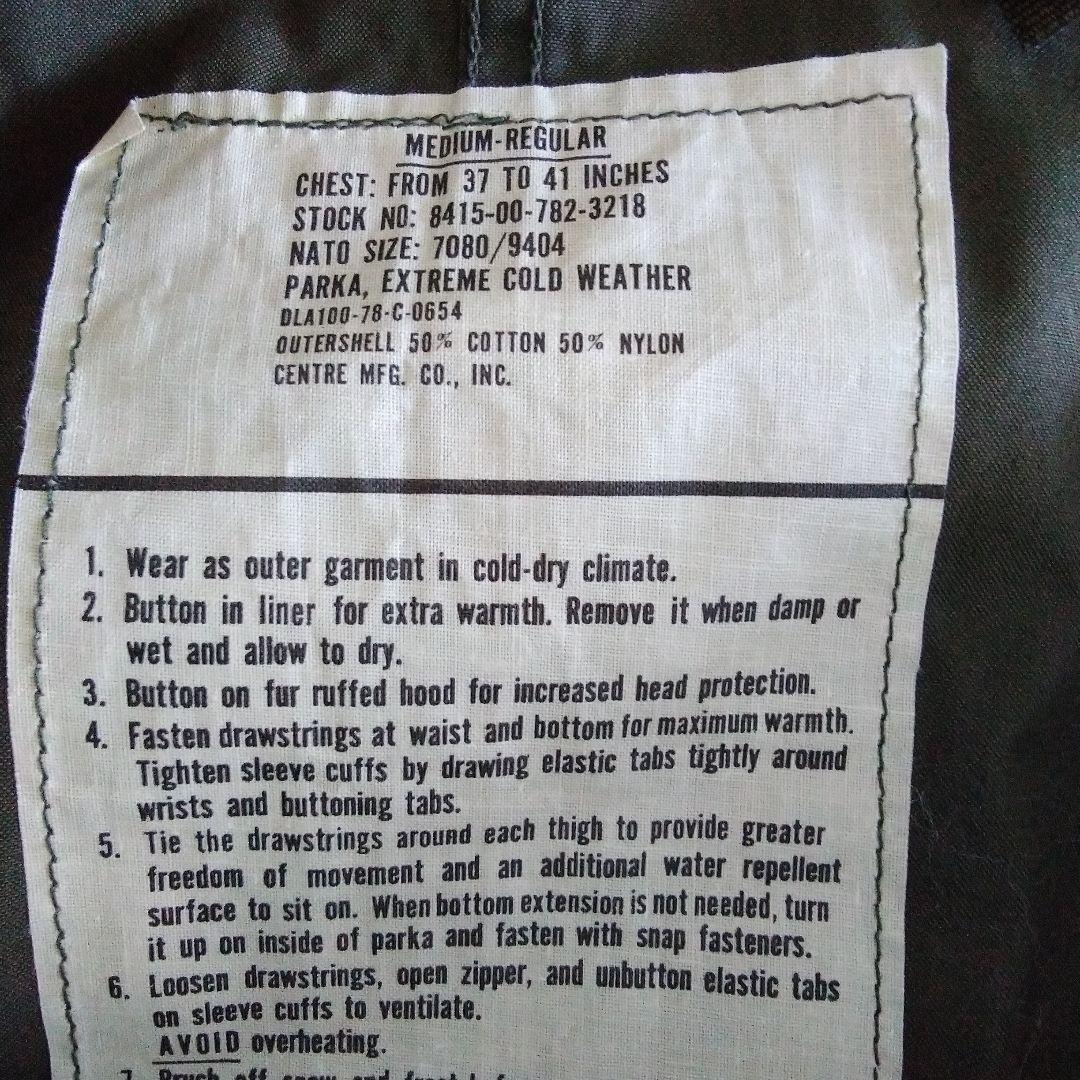 MEDIUM-REGULAR
CHEST: FROM 37 TO 41 INCHES
STOCK NO: 8415-00-782-3218
NATO SIZE: 7080/9404
PARKA, EXTREME COLD WEATHER
DLA100-78-C-0654
OUTERSHELL 50% COTTON 50% NYLON
CENTRE MFG. CO., INC.
1. Wear as outer garment in cold-dry climate.
2. Button in liner for extra warmth. Remove it when damp or
wet and allow to dry.
3. Button on fur ruffed hood for increased head protection.
4. Fasten drawstrings at waist and bottom for maximum warmth.
Tighten sleeve cuffs by drawing elastic tabs tightly around
wrists and buttoning tabs.
5. Tie the drawstrings around each thigh to provide greater
freedom of movement and an additional water repellent
surface to sit on. When bottom extension is not needed, turn
it up on inside of parka and fasten with snap fasteners.
6. Loosen drawstrings, open zipper, and unbutton elastic tabs
on sleeve cuffs to ventilate.
AVOID overheating.
7. Brush off snow and frost